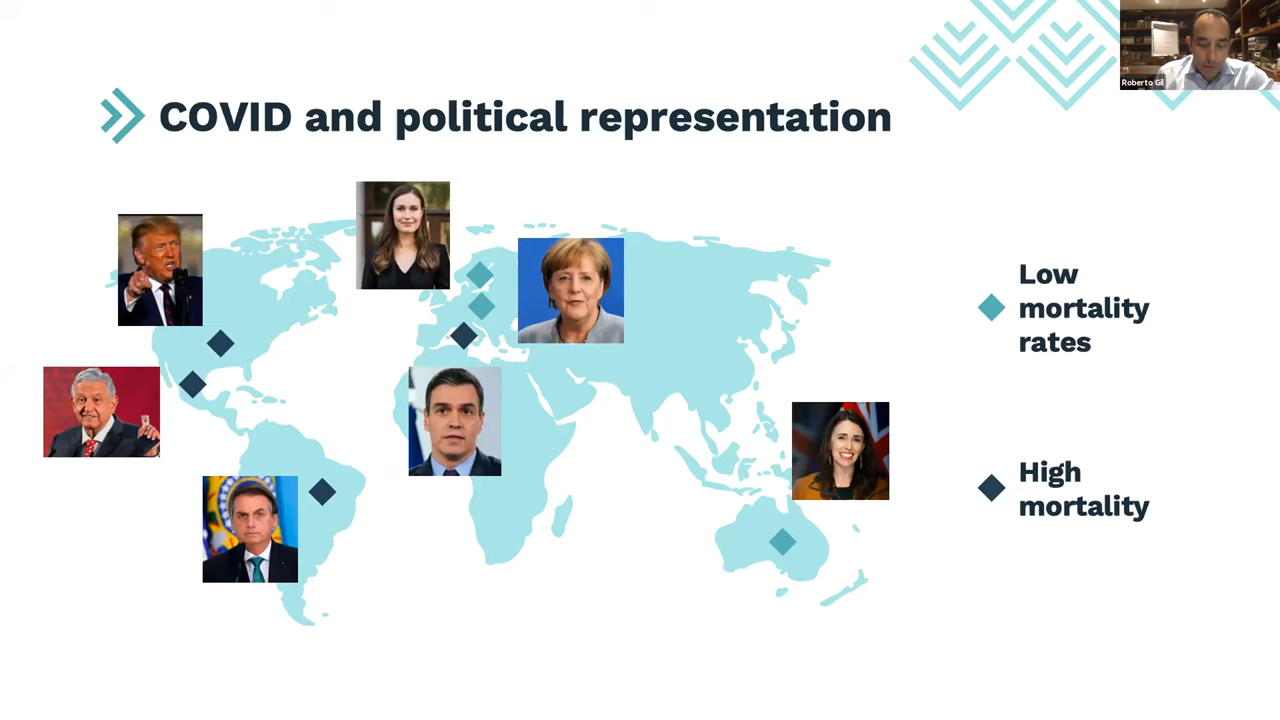 Roberto Gil
COVID and political representation
Low
mortality
rates
High
mortality